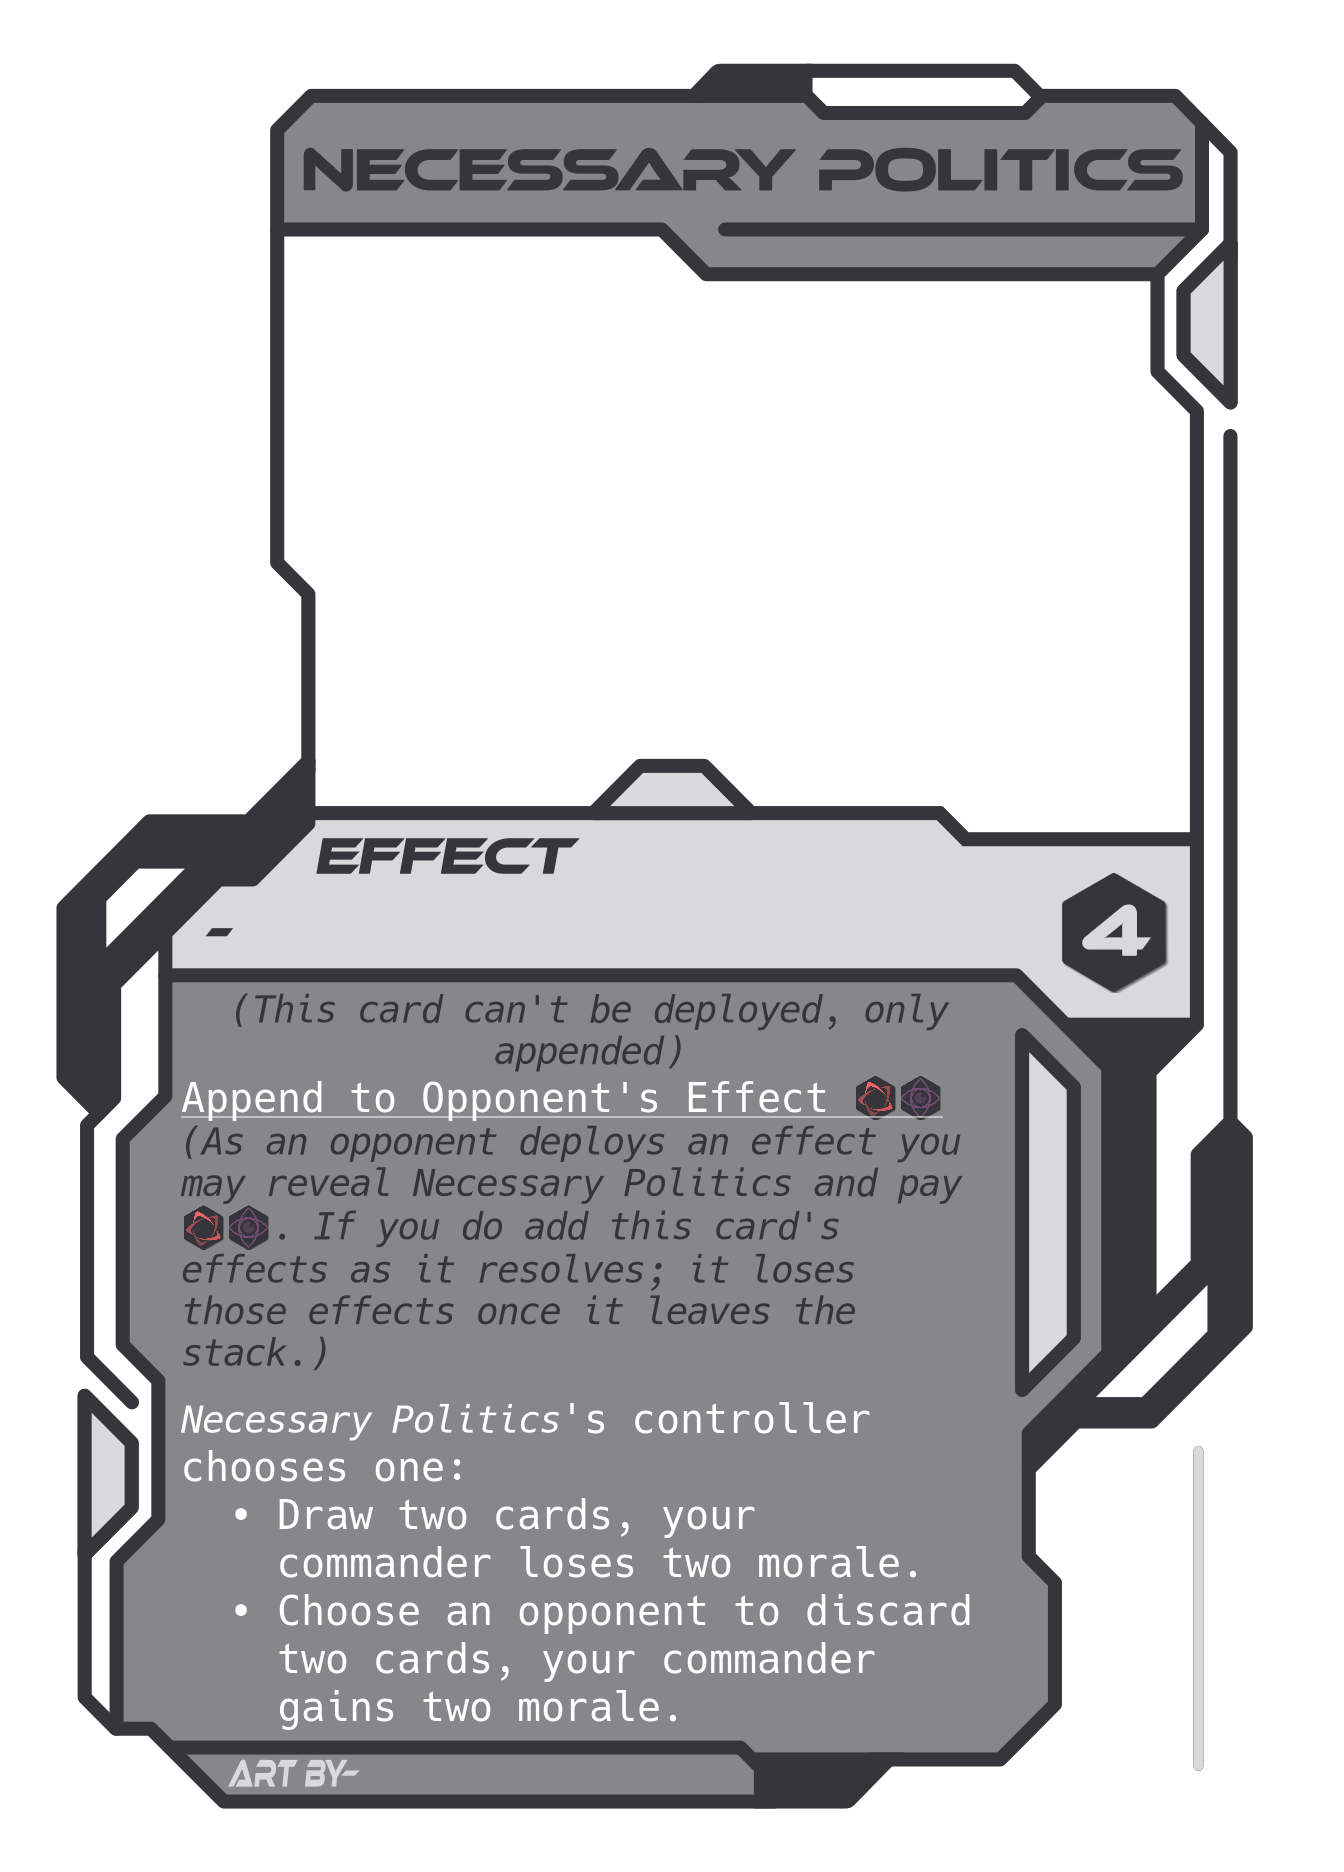 NECESSARY POLITICS
EFFECT
-
4
(This card can't be deployed, only
appended)
Append to Opponent's Effect
(As an opponent deploys an effect you
may reveal Necessary Politics and pay
. If you do add this card's
effects as it resolves; it loses
those effects once it leaves the
stack.)
Necessary Politics's controller
chooses one:
• Draw two cards, your
commander loses two morale.
• Choose an opponent to discard
two cards, your commander
gains two morale.
ART BY-